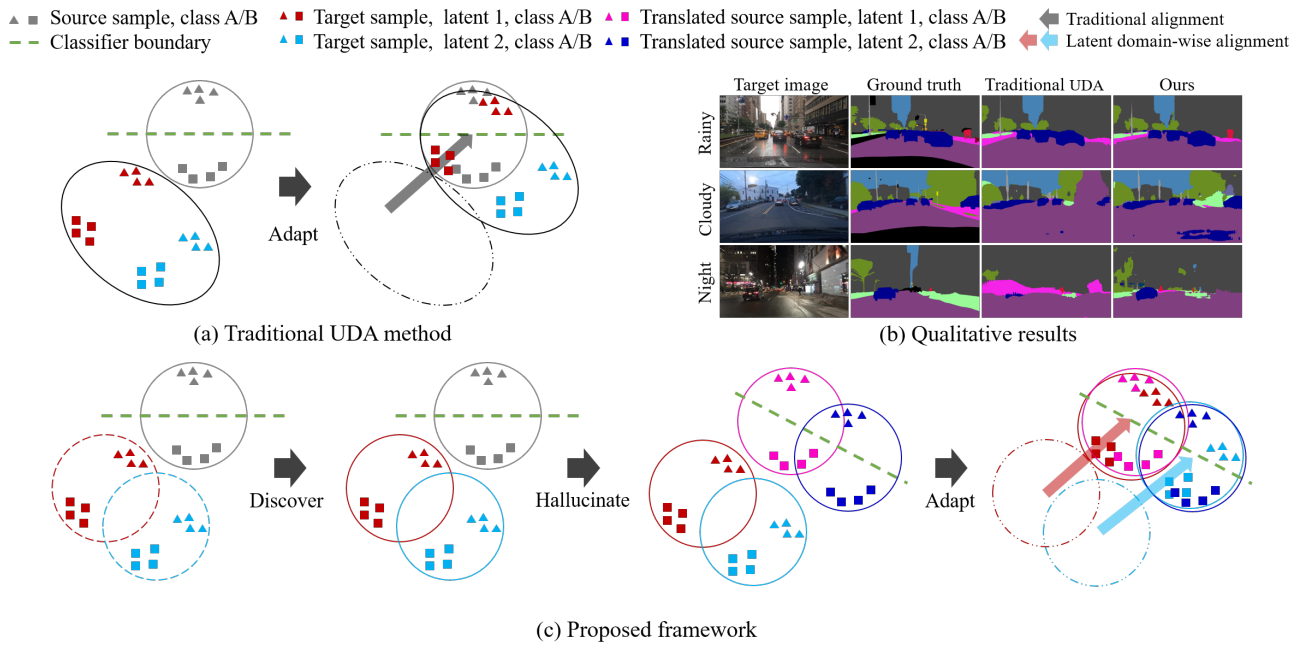 Source sample, class A/B
Target sample, latent 1, class A/B
Translated source sample, latent 1, class A/B
Traditional alignment
Classifier boundary
Target sample, latent 2, class A/B
Translated source sample, latent 2, class A/B
Latent domain-wise alignment
Adapt
(a) Traditional UDA method
Target image
Ground truth
Traditional UDA
Ours
Rainy
Cloudy
Night
(b) Qualitative results
Discover
Hallucinate
Adapt
(c) Proposed framework